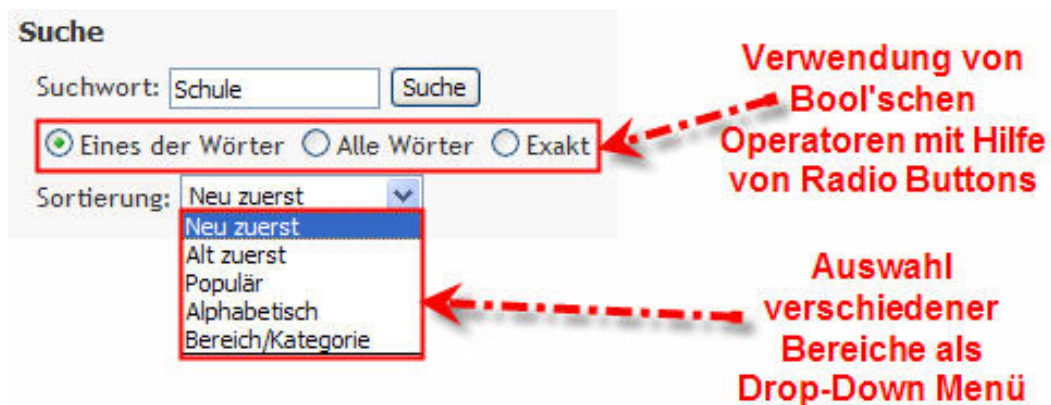 Suche
Suchwort: Schule Suche
Eines der Wörter Alle Wörter Exakt
Sortierung: Neu zuerst
Neu zuerst
Alt zuerst
Populär
Alphabetisch
Bereich/Kategorie
Verwendung von
Bool'schen
Operatoren mit Hilfe
von Radio Buttons
Auswahl
verschiedener
Bereiche als
Drop-Down Menü